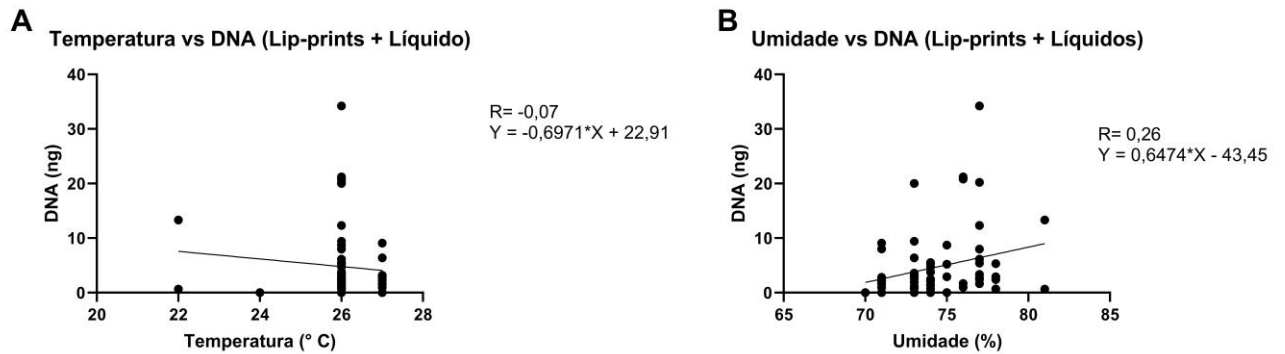 A
Temperatura vs DNA (Lip-prints + Líquido)
40
30
20
10
0
DNA (ng)
20 22 24 26 28
Temperatura (° C)
R= -0,07
Y = -0,6971*X + 22,91
B
Umidade vs DNA (Lip-prints + Líquidos)
40
30
20
10
0
DNA (ng)
65 70 75 80 85
Umidade (%)
R= 0,26
Y = 0,6474*X - 43,45